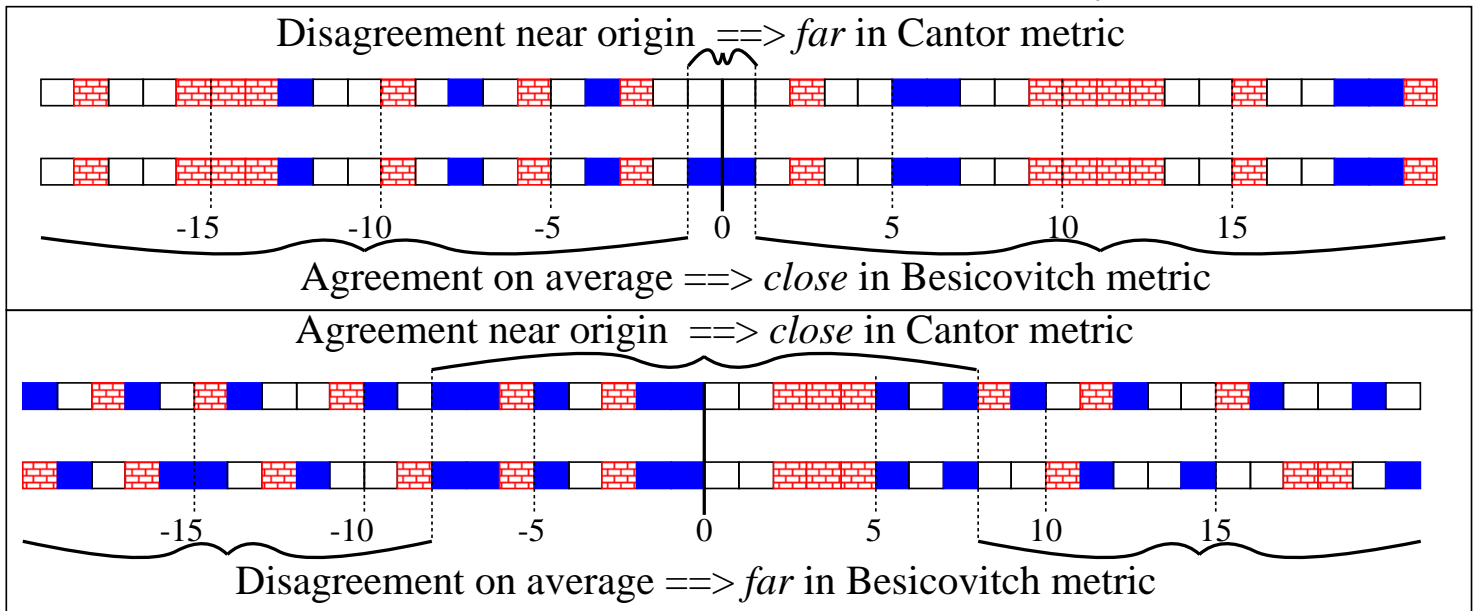 Disagreement near origin ==> far in Cantor metric
-15 -10 -5 0 5 10 15
Agreement on average ==> close in Besicovitch metric
Agreement near origin ==> close in Cantor metric
-15 -10 -5 0 5 10 15
Disagreement on average ==> far in Besicovitch metric